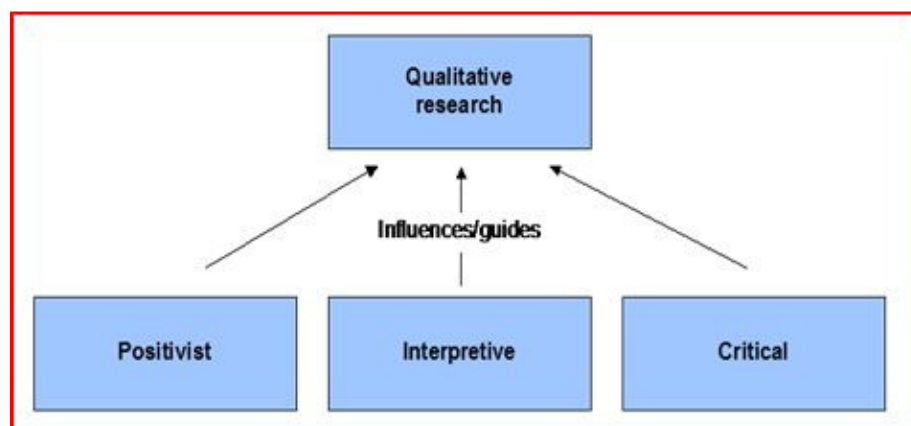 Qualitative
research
Influences/guides
Positivist
Interpretive
Critical